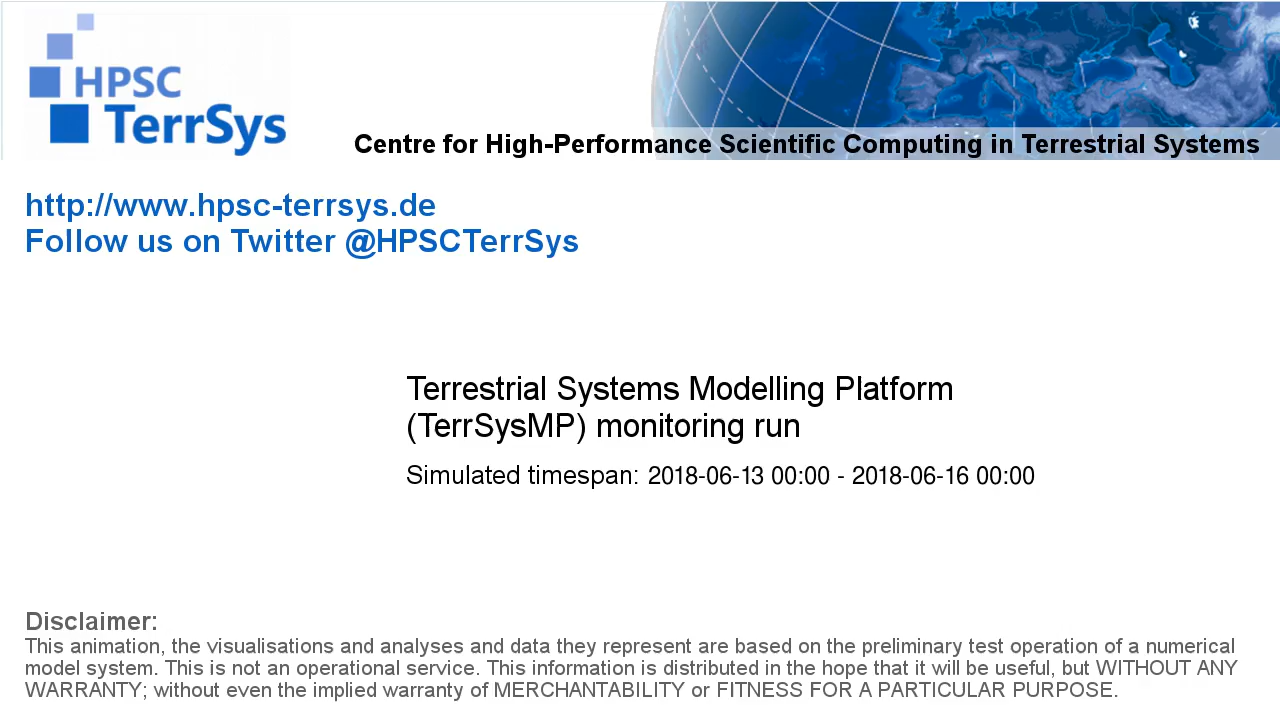 HPSC
TerrSys
Centre for High-Performance Scientific Computing in Terrestrial Systems
http://www.hpsc-terrsys.de
Follow us on Twitter @HPSCTerrSys
Terrestrial Systems Modelling Platform
(TerrSysMP) monitoring run
Simulated timespan: 2018-06-13 00:00 - 2018-06-16 00:00
Disclaimer:
This animation, the visualisations and analyses and data they represent are based on the preliminary test operation of a numerical
model system. This is not an operational service. This information is distributed in the hope that it will be useful, but WITHOUT ANY
WARRANTY; without even the implied warranty of MERCHANTABILITY or FITNESS FOR A PARTICULAR PURPOSE.